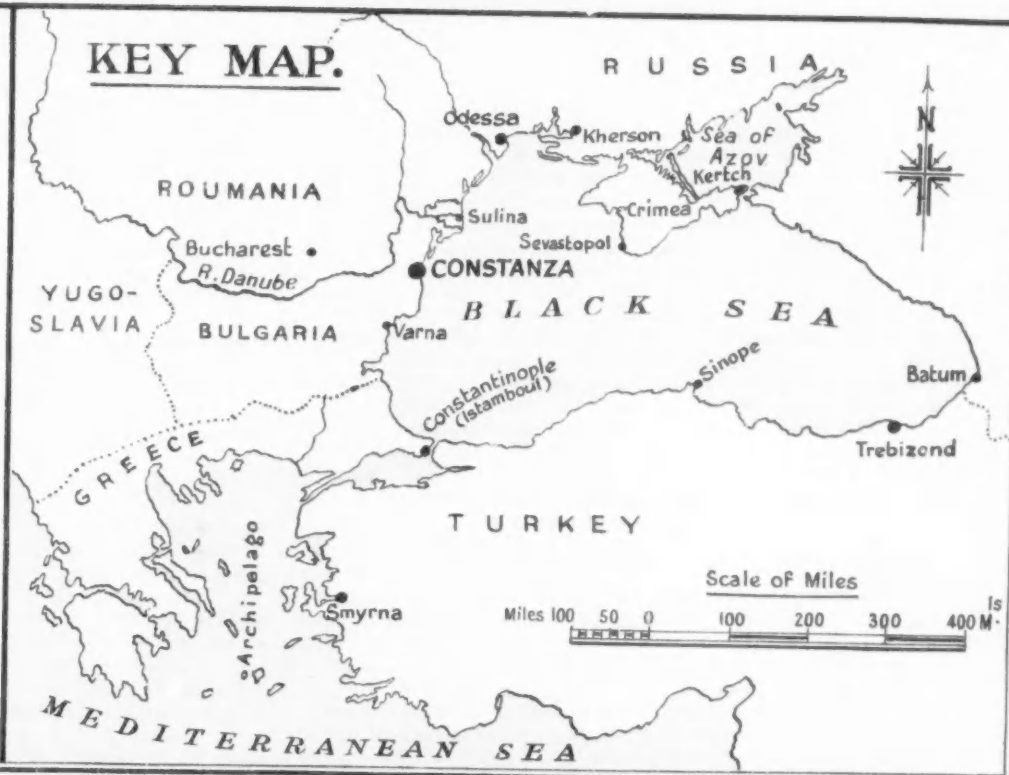 KEY MAP.
RUSSIA
N
Odessa
Kherson
Sea of
Azov
Kertch
ROUMANIA
Crimea
Sulina
Sevastopol
Bucharest
R. Danube
CONSTANZA
YUGO-
SLAVIA
BLACK SEA
BULGARIA
Varna
Constantinople
(Istamboul)
Sinope
Batum
Trebizond
GREECE
TURKEY
Archipelago
Smyrna
Scale of Miles
Miles 100 0 100 200 300 400
Is
M.
MEDITERRANEAN SEA